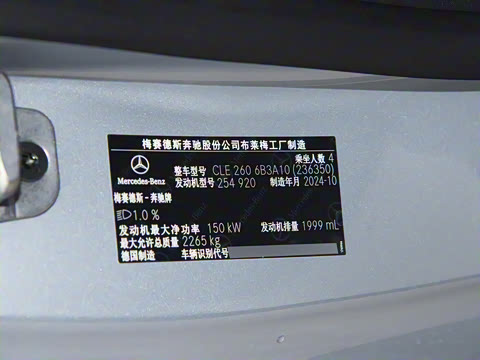 梅赛德斯奔驰股份公司布莱梅工厂制造
乘坐人数 4
整车型号 CLE 260 6B3A10 (236350)
Mercedes-Benz 发动机型号 254 920 制造年月 2024-10
梅赛德斯-奔驰牌
1.0 %
发动机最大净功率 150 kW 发动机排量 1999 mL
最大允许总质量 2265 kg
德国制造 车辆识别代号